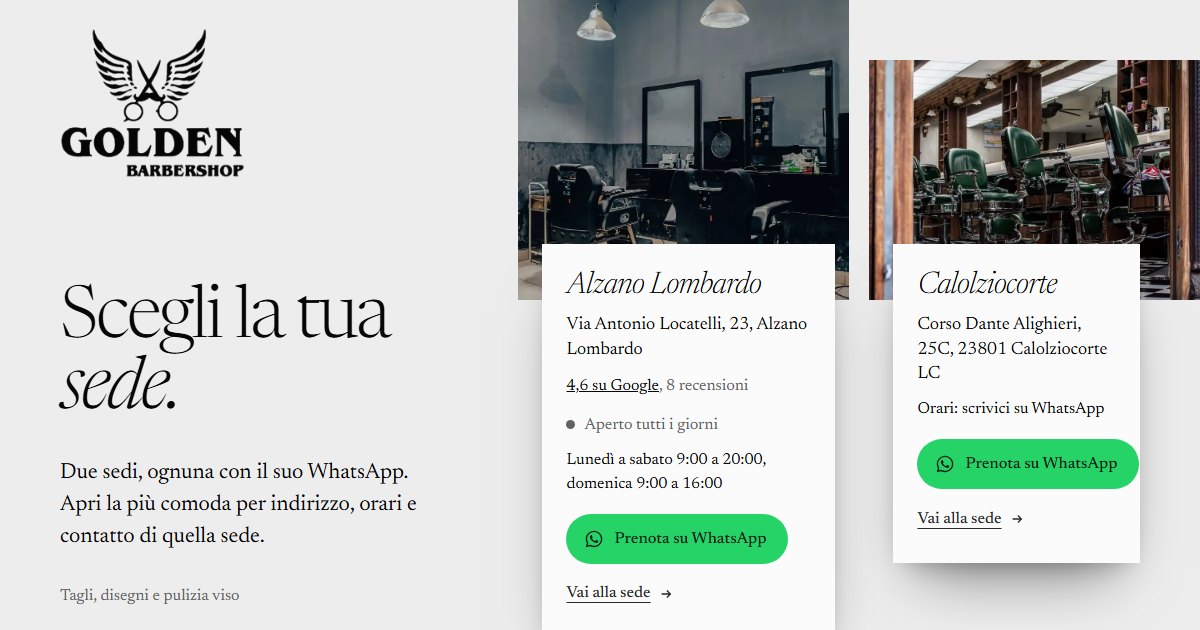 GOLDEN
BARBERSHOP
Scegli la tua
sede.
Due sedi, ognuna con il suo WhatsApp.
Apri la più comoda per indirizzo, orari e
contatto di quella sede.
Tagli, disegni e pulizia viso
Alzano Lombardo
Via Antonio Locatelli, 23, Alzano
Lombardo
4,6 su Google, 8 recensioni
Aperto tutti i giorni
Lunedì a sabato 9:00 a 20:00,
domenica 9:00 a 16:00
Prenota su WhatsApp
Vai alla sede →
Calolziocorte
Corso Dante Alighieri,
25C, 23801 Calolziocorte
LC
Orari: scrivici su WhatsApp
Prenota su WhatsApp
Vai alla sede →